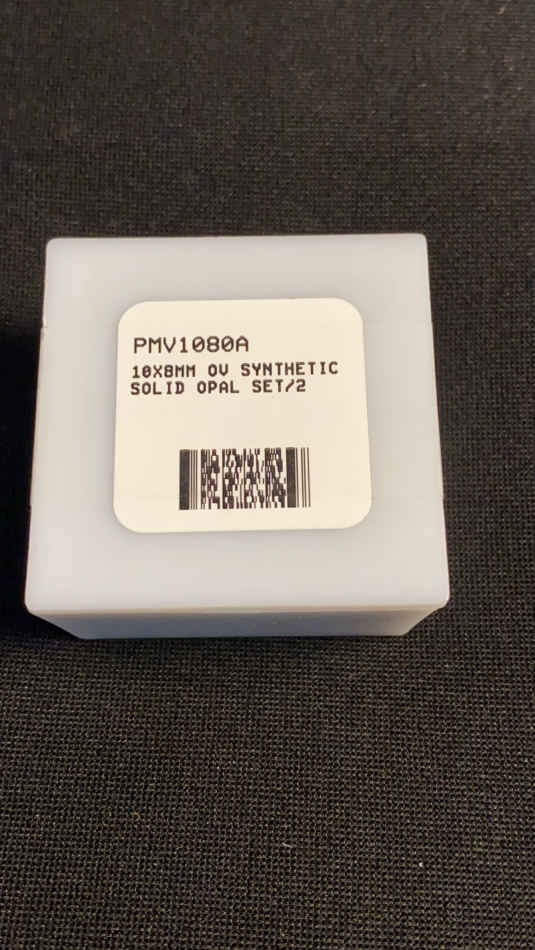 PMV1080A
10X8MM OV SYNTHETIC
SOLID OPAL SET/2